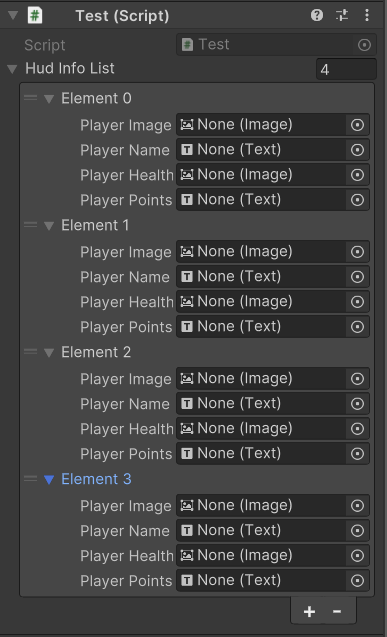 Test (Script)
Script Test
Hud Info List 4
Element 0
Player Image None (Image)
Player Name None (Text)
Player Health None (Image)
Player Points None (Text)
Element 1
Player Image None (Image)
Player Name None (Text)
Player Health None (Image)
Player Points None (Text)
Element 2
Player Image None (Image)
Player Name None (Text)
Player Health None (Image)
Player Points None (Text)
Element 3
Player Image None (Image)
Player Name None (Text)
Player Health None (Image)
Player Points None (Text)
+ -